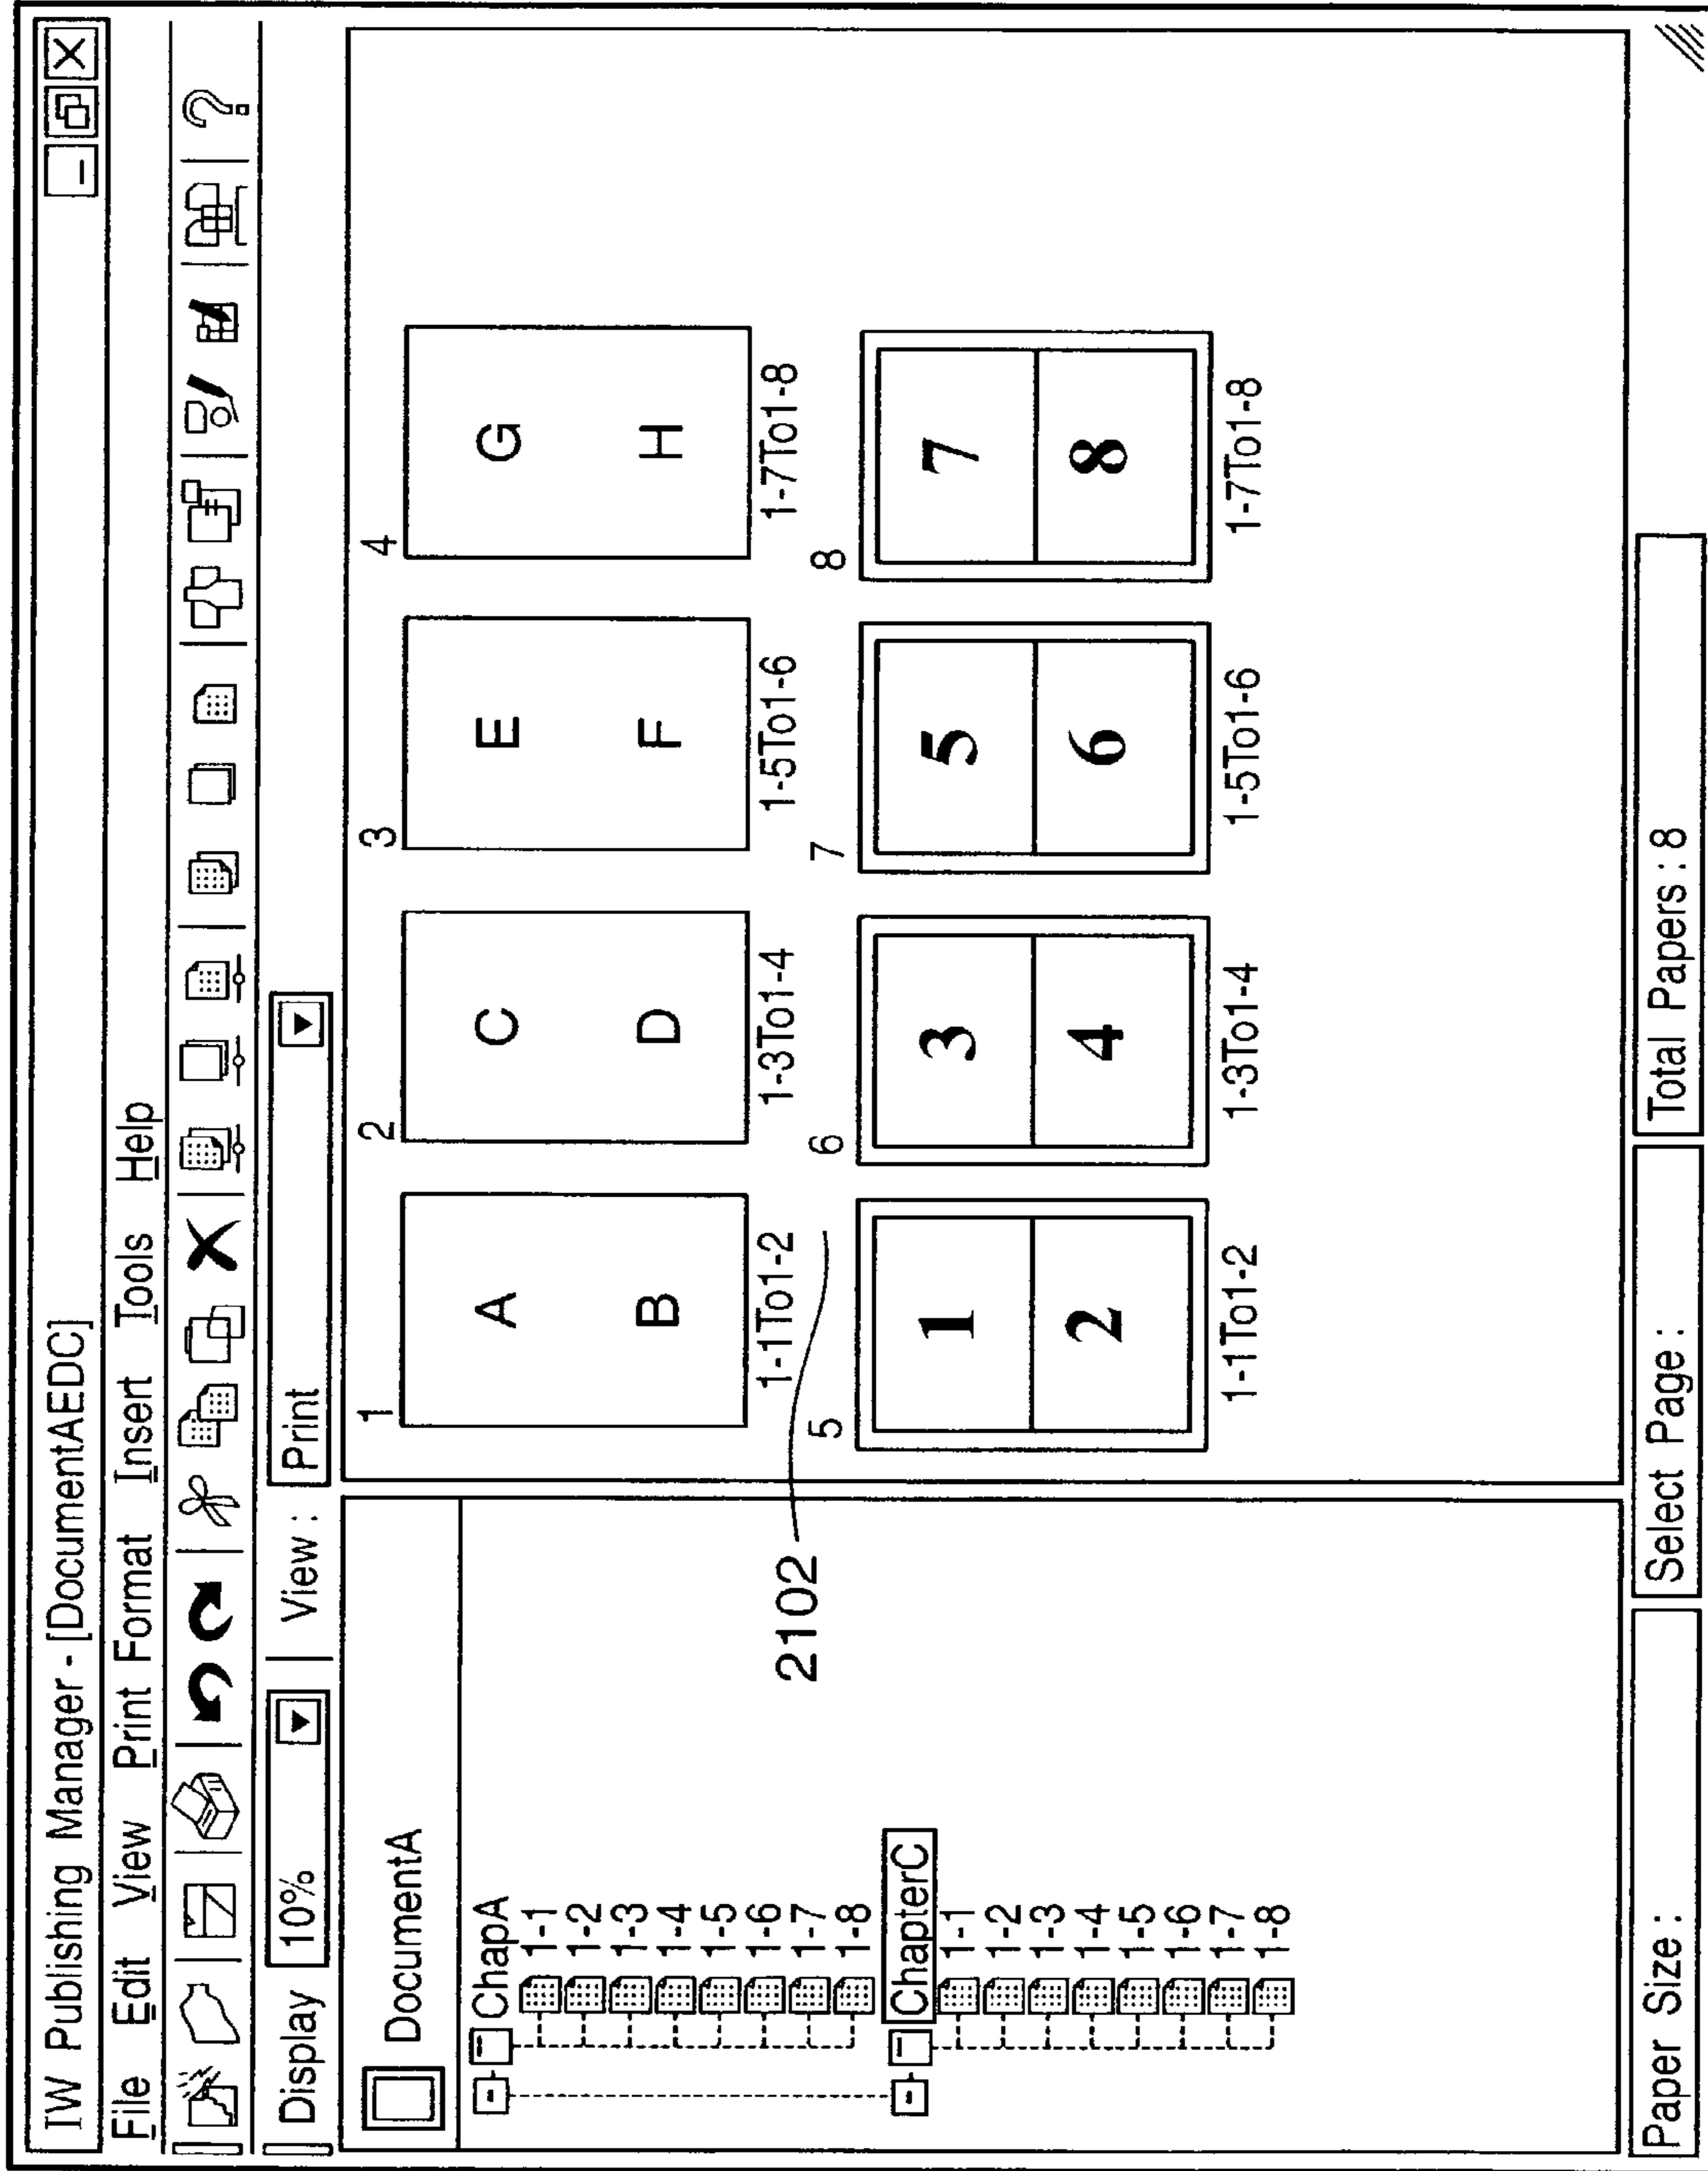 IW Publishing Manager - [DocumentAEDC]
File Edit View Print Format Insert Tools Help
Display 10% View : Print
DocumentA
ChapA
1-1
1-2
1-3
1-4
1-5
1-6
1-7
1-8
ChapterC
1-1
1-2
1-3
1-4
1-5
1-6
1-7
1-8
2102
1 2 3 4
A C E G
B D F H
1-1To1-2 1-3To1-4 1-5To1-6 1-7To1-8
5 6 7 8
1 3 5 7
2 4 6 8
1-1To1-2 1-3To1-4 1-5To1-6 1-7To1-8
Paper Size : Select Page : Total Papers : 8